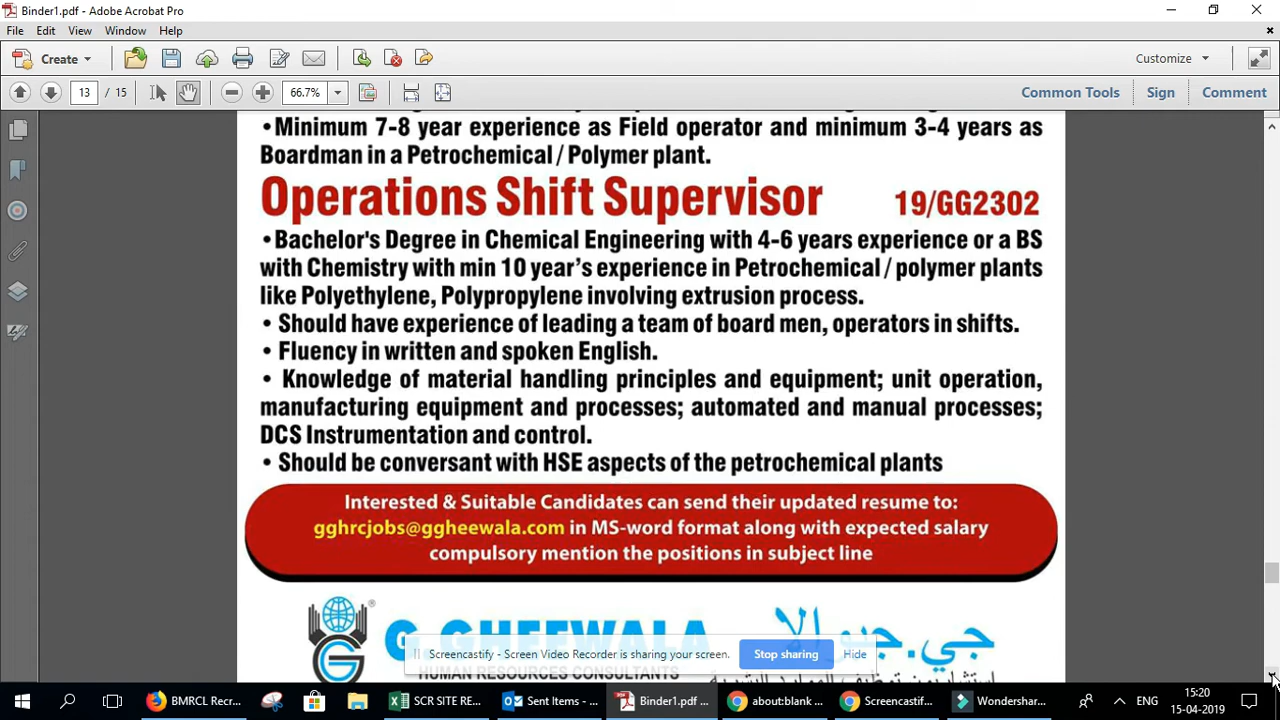 Binder1.pdf - Adobe Acrobat Pro
File Edit View Window Help
Create
Customize
13 / 15
66.7%
Common Tools
Sign
Comment
•Minimum 7-8 year experience as Field operator and minimum 3-4 years as
Boardman in a Petrochemical / Polymer plant.
Operations Shift Supervisor 19/GG2302
•Bachelor's Degree in Chemical Engineering with 4-6 years experience or a BS
with Chemistry with min 10 year's experience in Petrochemical / polymer plants
like Polyethylene, Polypropylene involving extrusion process.
• Should have experience of leading a team of board men, operators in shifts.
• Fluency in written and spoken English.
• Knowledge of material handling principles and equipment; unit operation,
manufacturing equipment and processes; automated and manual processes;
DCS Instrumentation and control.
• Should be conversant with HSE aspects of the petrochemical plants
Interested & Suitable Candidates can send their updated resume to:
gghrcjobs@ggheewala.com in MS-word format along with expected salary
compulsory mention the positions in subject line
G GHEEWALA
HUMAN RESOURCES CONSULTANTS
Screencastify - Screen Video Recorder is sharing your screen.
Stop sharing
Hide
BMRCL Recr...
SCR SITE RE...
Sent Items - ...
Binder1.pdf ...
about:blank ...
Screencastif...
Wondershar...
ENG
15:20
15-04-2019